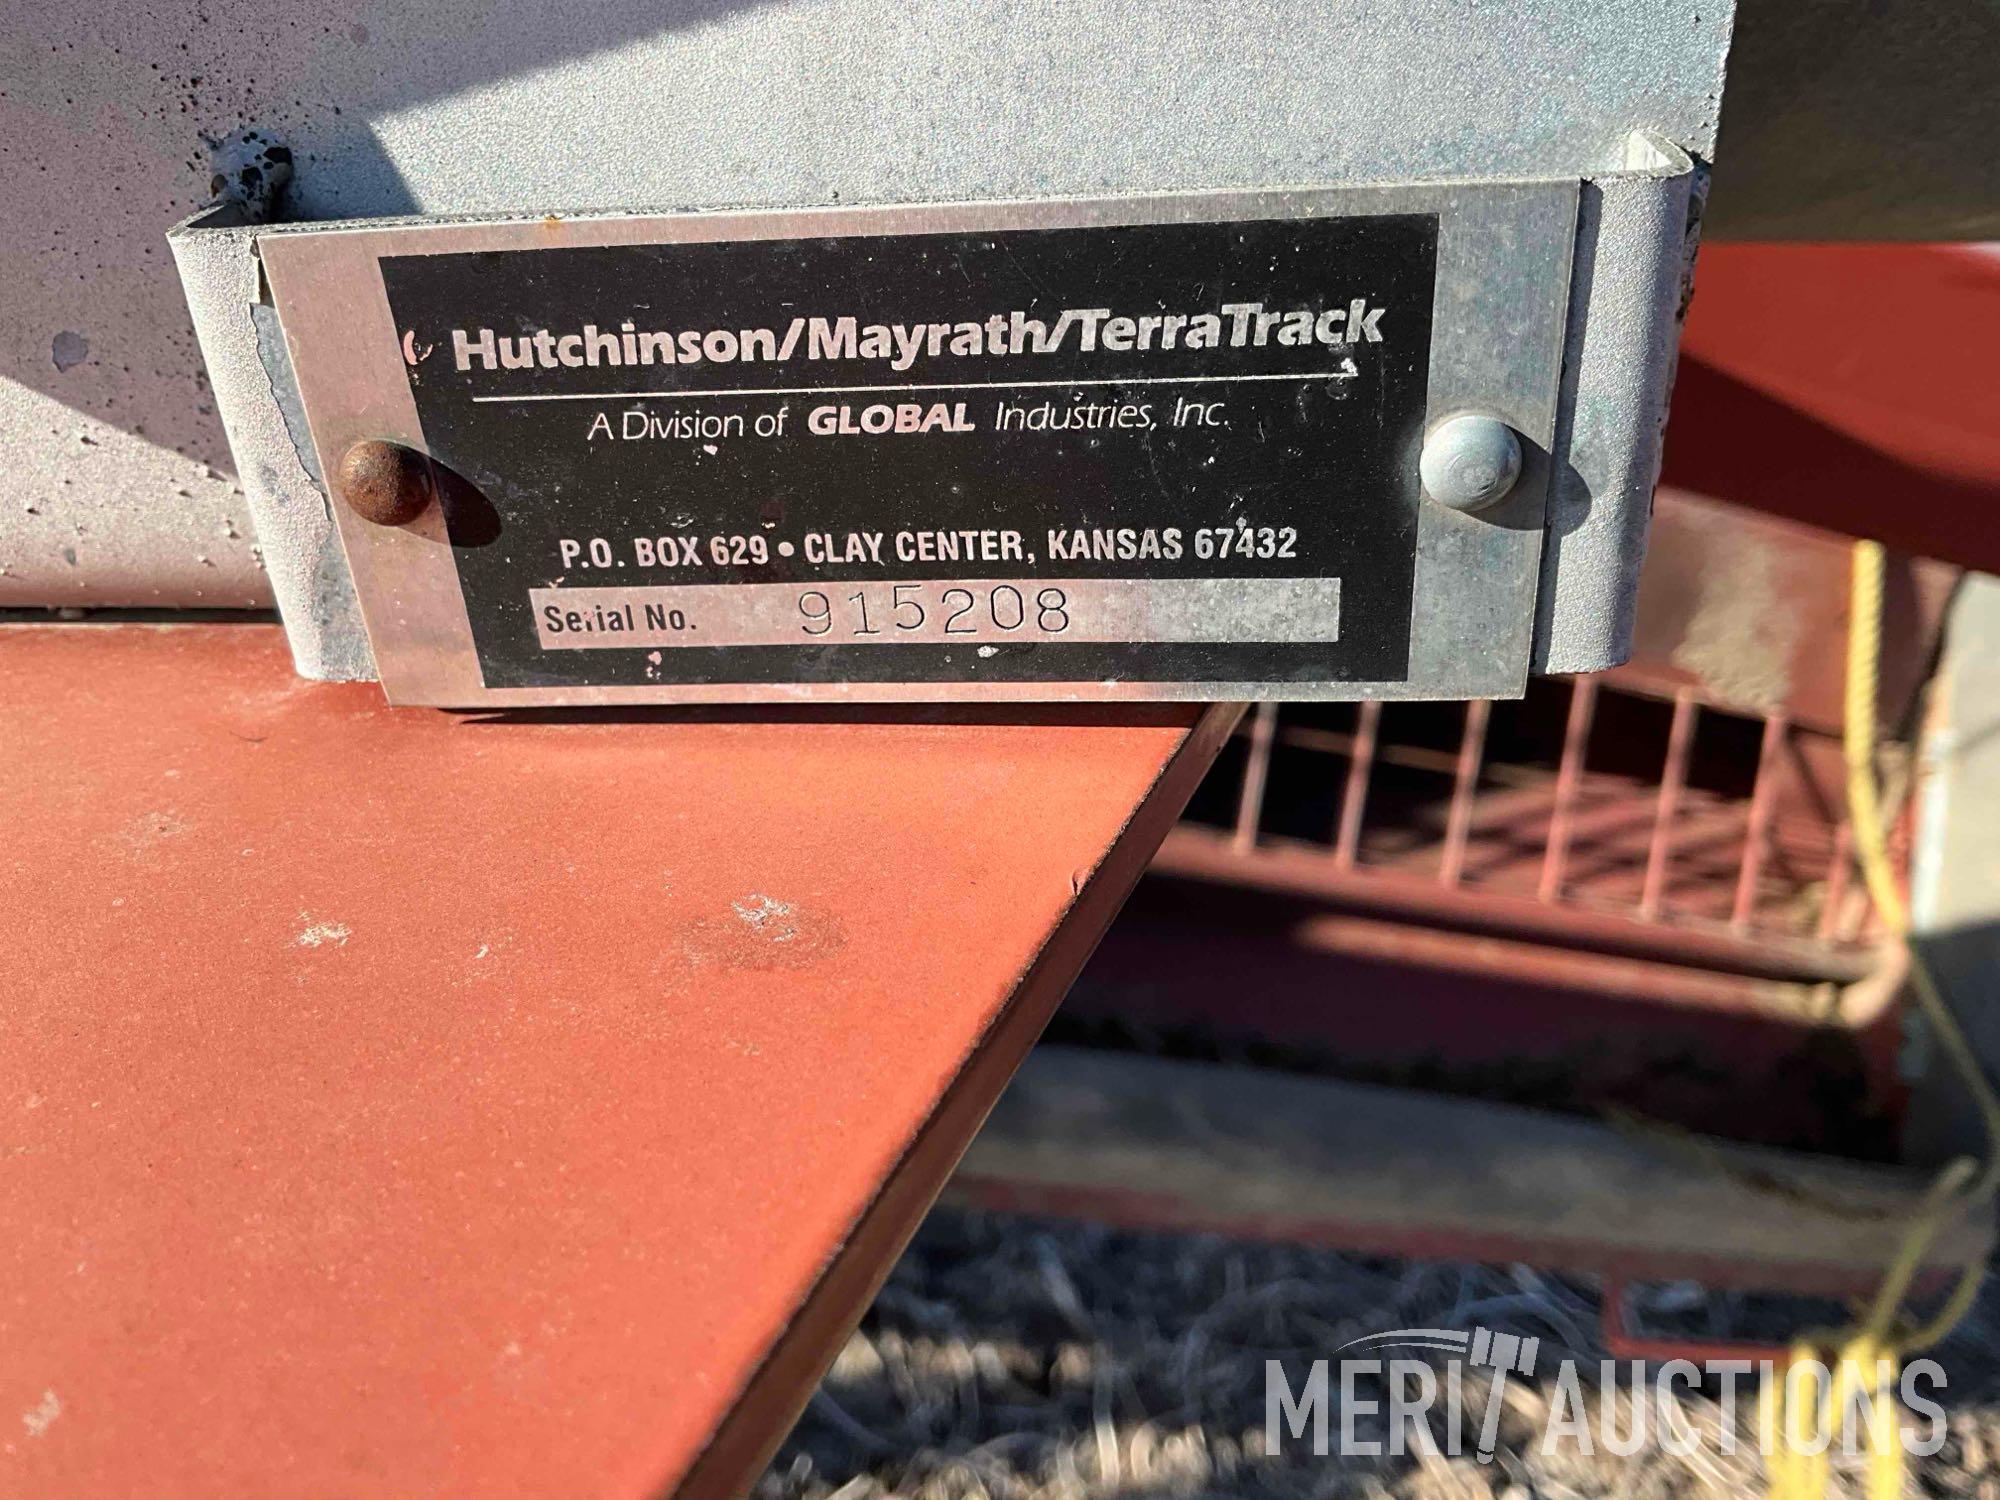 Hutchinson/Mayrath/TerraTrack
A Division of GLOBAL Industries, Inc.
P.O. BOX 629 • CLAY CENTER, KANSAS 67432
Serial No. 915208
MERIT AUCTIONS